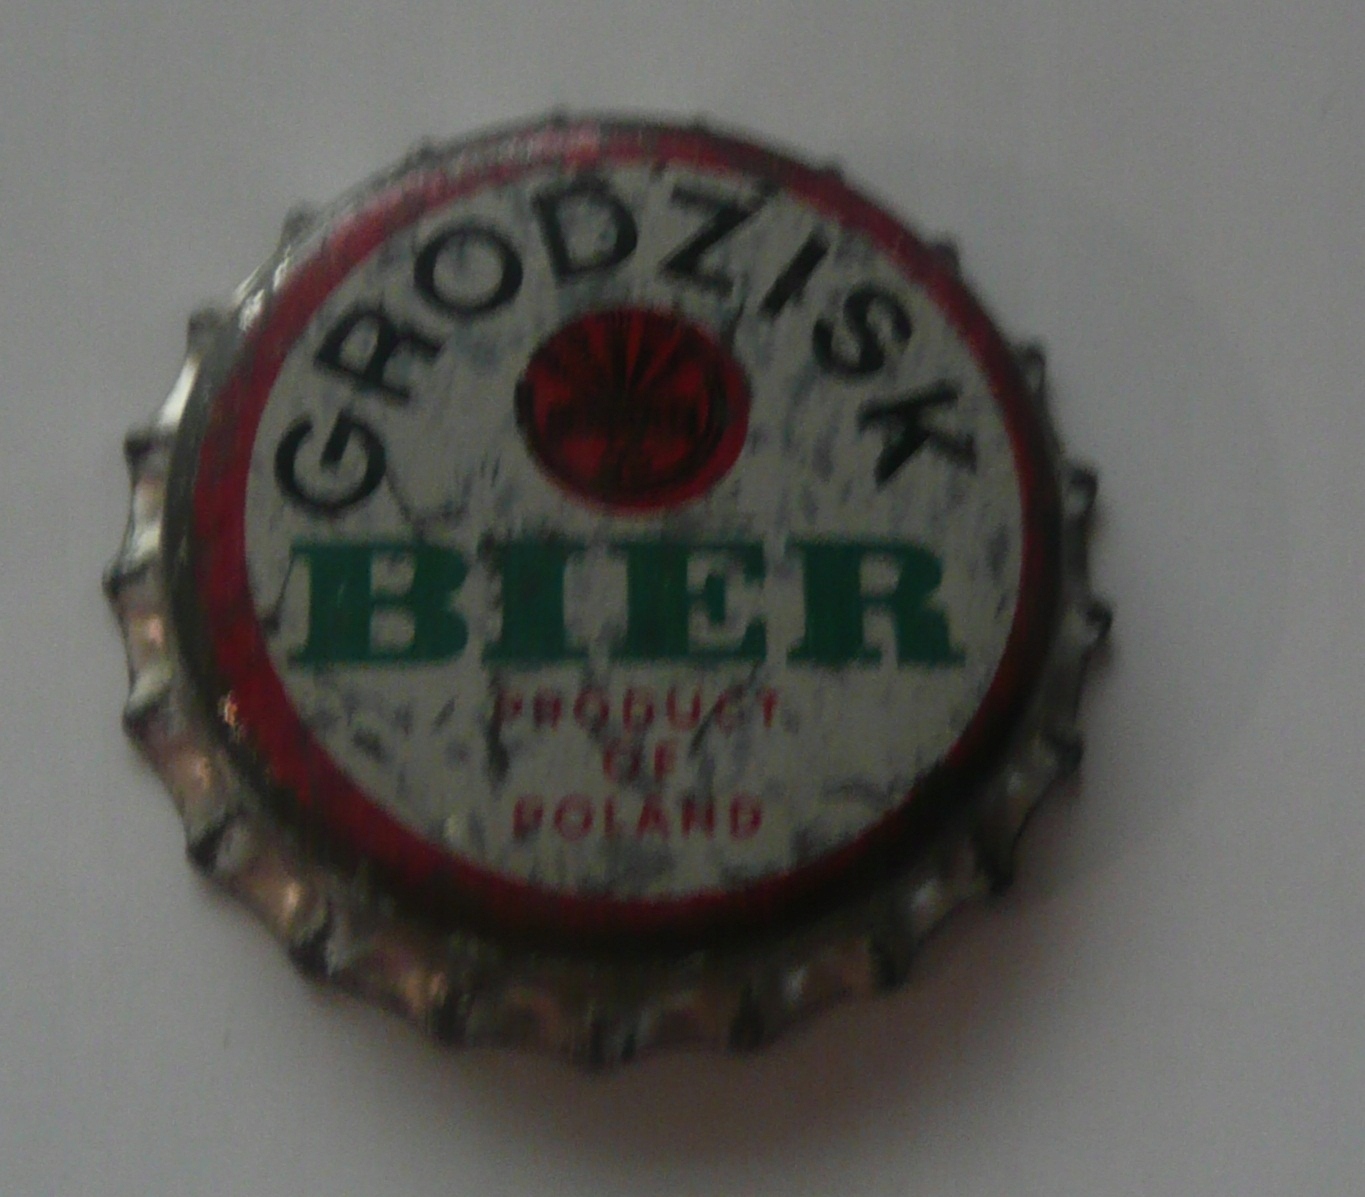 GRODZISK
BIER
PRODUCT
OF
POLAND